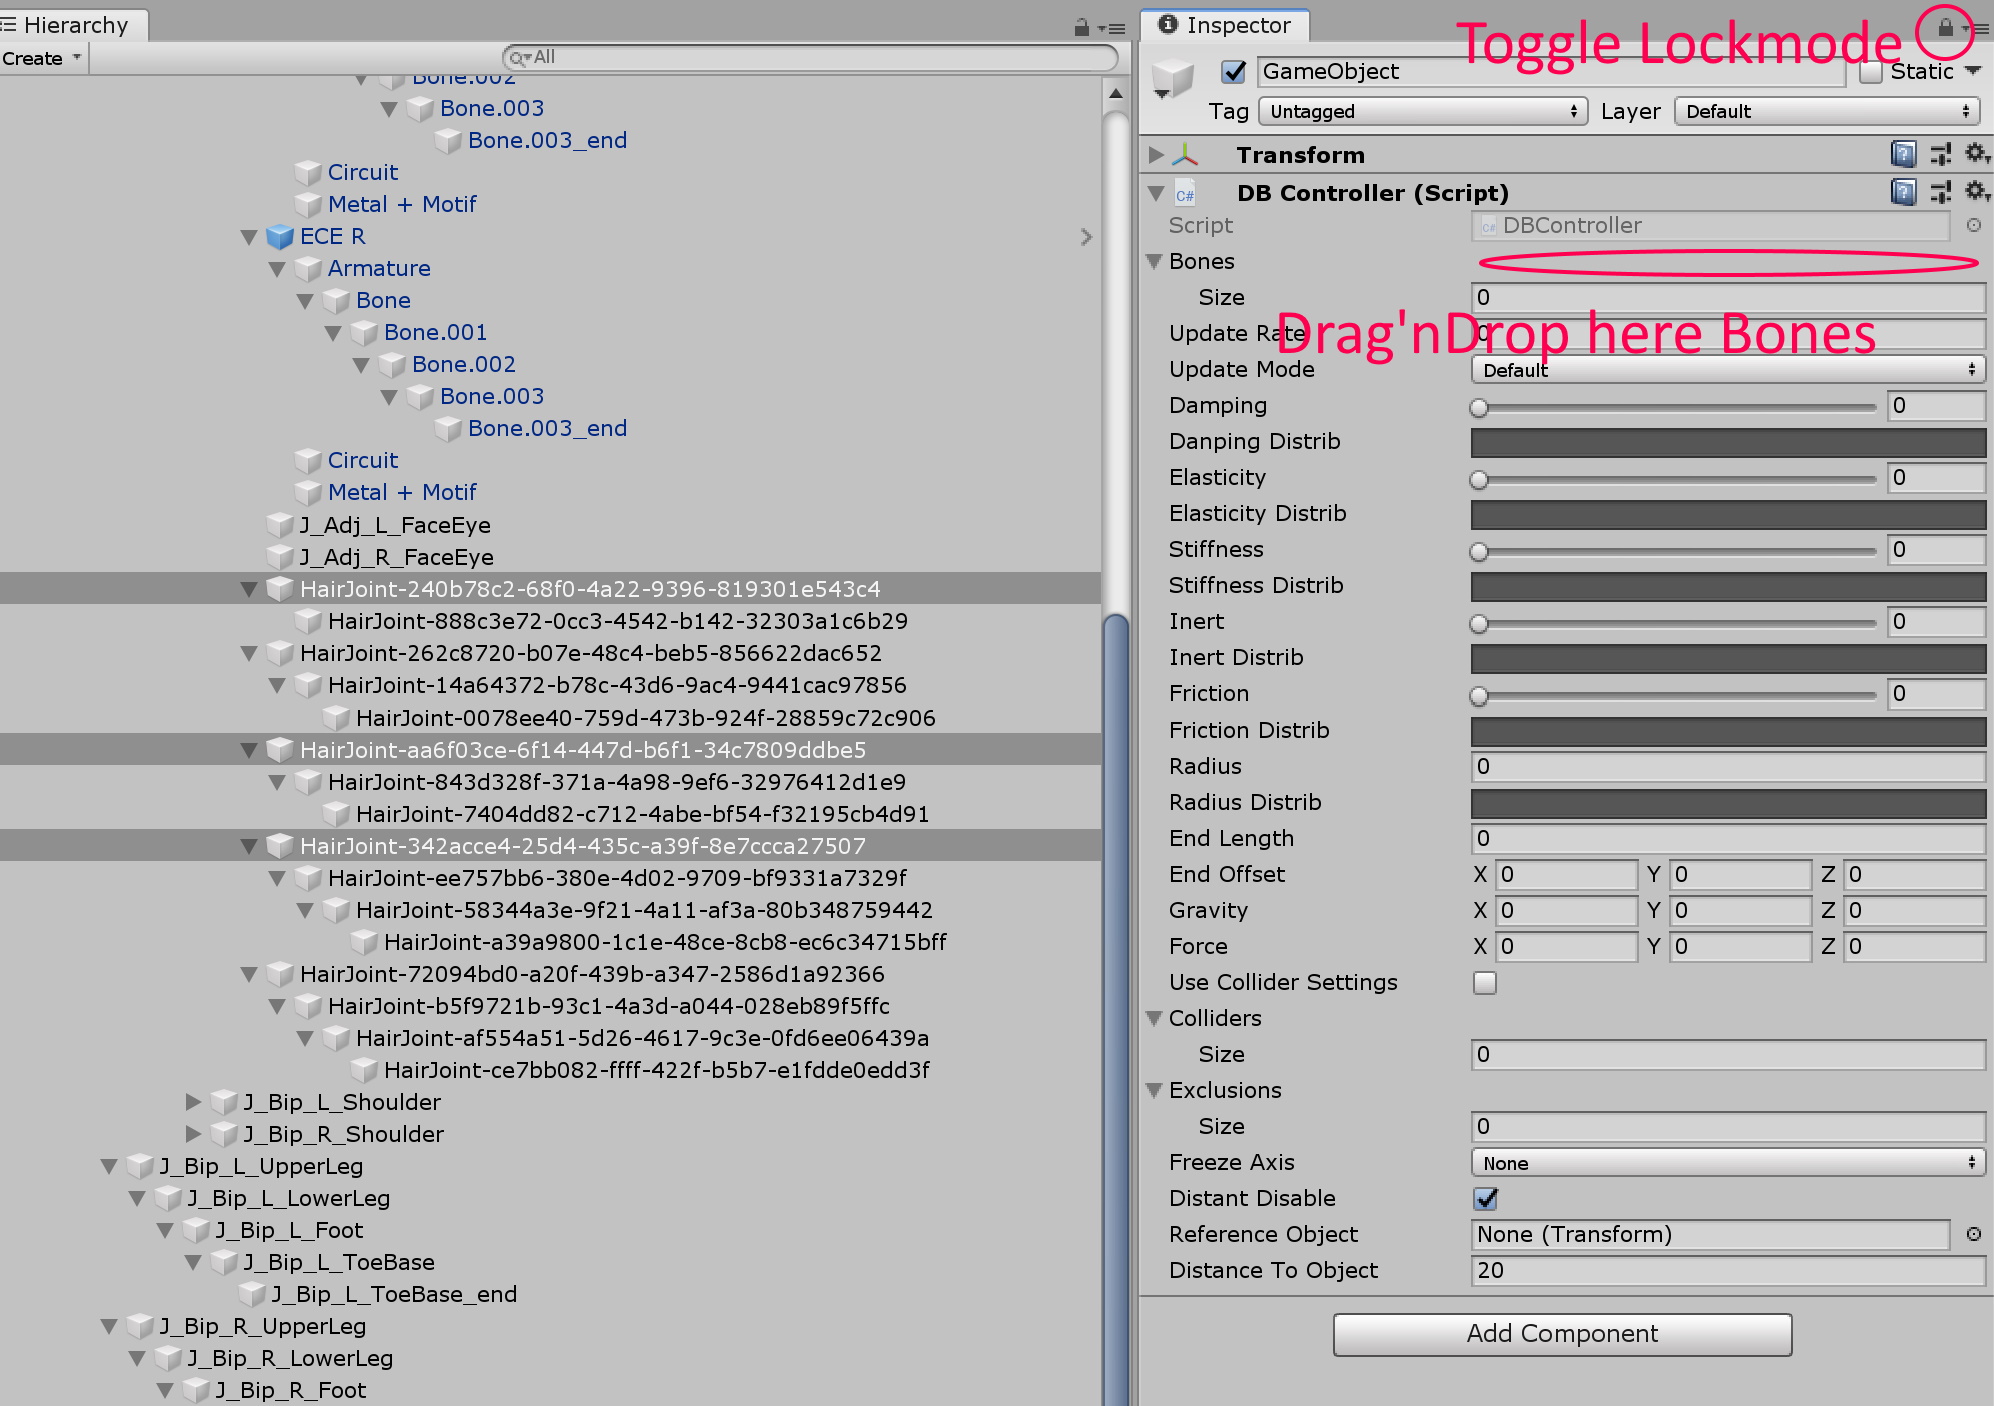 Hierarchy
Create
All
Bone.002
Bone.003
Bone.003_end
Circuit
Metal + Motif
ECE R
Armature
Bone
Bone.001
Bone.002
Bone.003
Bone.003_end
Circuit
Metal + Motif
J_Adj_L_FaceEye
J_Adj_R_FaceEye
HairJoint-240b78c2-68f0-4a22-9396-819301e543c4
HairJoint-888c3e72-0cc3-4542-b142-32303a1c6b29
HairJoint-262c8720-b07e-48c4-beb5-856622dac652
HairJoint-14a64372-b78c-43d6-9ac4-9441cac97856
HairJoint-0078ee40-759d-473b-924f-28859c72c906
HairJoint-aa6f03ce-6f14-447d-b6f1-34c7809ddbe5
HairJoint-843d328f-371a-4a98-9ef6-32976412d1e9
HairJoint-7404dd82-c712-4abe-bf54-f32195cb4d91
HairJoint-342acce4-25d4-435c-a39f-8e7ccca27507
HairJoint-ee757bb6-380e-4d02-9709-bf9331a7329f
HairJoint-58344a3e-9f21-4a11-af3a-80b348759442
HairJoint-a39a9800-1c1e-48ce-8cb8-ec6c34715bff
HairJoint-72094bd0-a20f-439b-a347-2586d1a92366
HairJoint-b5f9721b-93c1-4a3d-a044-028eb89f5ffc
HairJoint-af554a51-5d26-4617-9c3e-0fd6ee06439a
HairJoint-ce7bb082-ffff-422f-b5b7-e1fdde0edd3f
J_Bip_L_Shoulder
J_Bip_R_Shoulder
J_Bip_L_UpperLeg
J_Bip_L_LowerLeg
J_Bip_L_Foot
J_Bip_L_ToeBase
J_Bip_L_ToeBase_end
J_Bip_R_UpperLeg
J_Bip_R_LowerLeg
J_Bip_R_Foot
Inspector
Toggle Lockmode
GameObject Static
Tag Untagged Layer Default
Transform
C# DB Controller (Script)
Script C# DBController
Bones
Size 0
Update Rate 0
Drag'nDrop here Bones
Update Mode Default
Damping 0
Danping Distrib
Elasticity 0
Elasticity Distrib
Stiffness 0
Stiffness Distrib
Inert 0
Inert Distrib
Friction 0
Friction Distrib
Radius 0
Radius Distrib
End Length 0
End Offset X 0 Y 0 Z 0
Gravity X 0 Y 0 Z 0
Force X 0 Y 0 Z 0
Use Collider Settings
Colliders
Size 0
Exclusions
Size 0
Freeze Axis None
Distant Disable
Reference Object None (Transform)
Distance To Object 20
Add Component